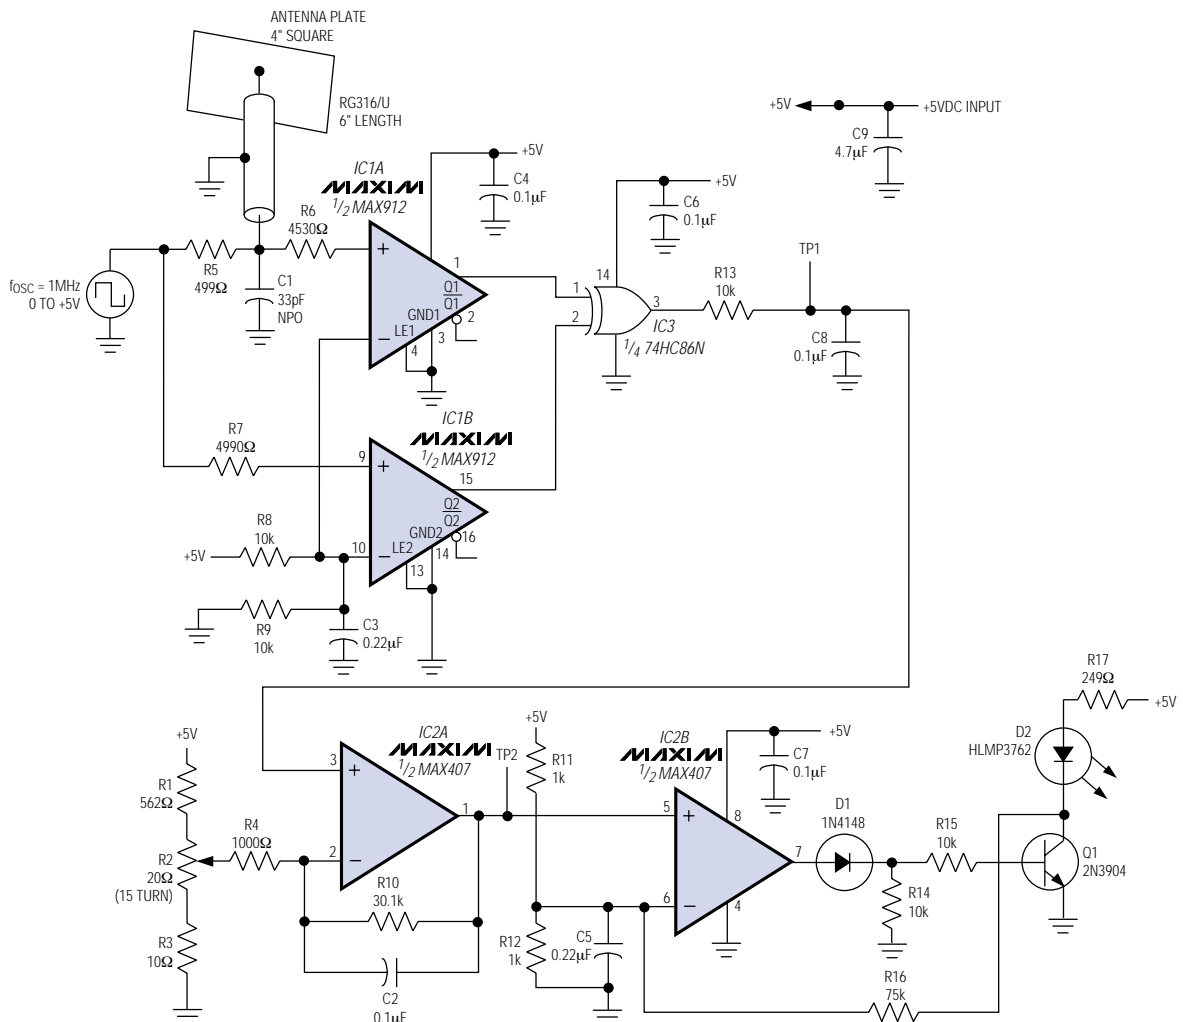 ANTENNA PLATE
4" SQUARE
RG316/U
6" LENGTH
+5V
+5VDC INPUT
C9
4.7µF
IC1A
MAXIM
1/2 MAX912
+5V
C4
0.1µF
+5V
C6
0.1µF
R6
4530Ω
R5
499Ω
C1
33pF
NPO
fOSC = 1MHz
0 TO +5V
+
−
1
Q1
Q1
2
GND1
LE1
4
3
14
1
2
3
IC3
1/4 74HC86N
R13
10k
TP1
C8
0.1µF
IC1B
MAXIM
1/2 MAX912
R7
4990Ω
9
+
15
Q2
Q2
16
GND2
LE2
14
13
10
−
R8
10k
+5V
R9
10k
C3
0.22µF
R17
249Ω
+5V
D2
HLMP3762
+5V
R1
562Ω
R2
20Ω
(15 TURN)
R3
10Ω
R4
1000Ω
IC2A
MAXIM
1/2 MAX407
3
+
2
−
1
TP2
R10
30.1k
C2
0.1µF
+5V
R11
1k
R12
1k
C5
0.22µF
IC2B
MAXIM
1/2 MAX407
+5V
C7
0.1µF
5
+
6
−
8
7
4
D1
1N4148
R15
10k
R14
10k
Q1
2N3904
R16
75k